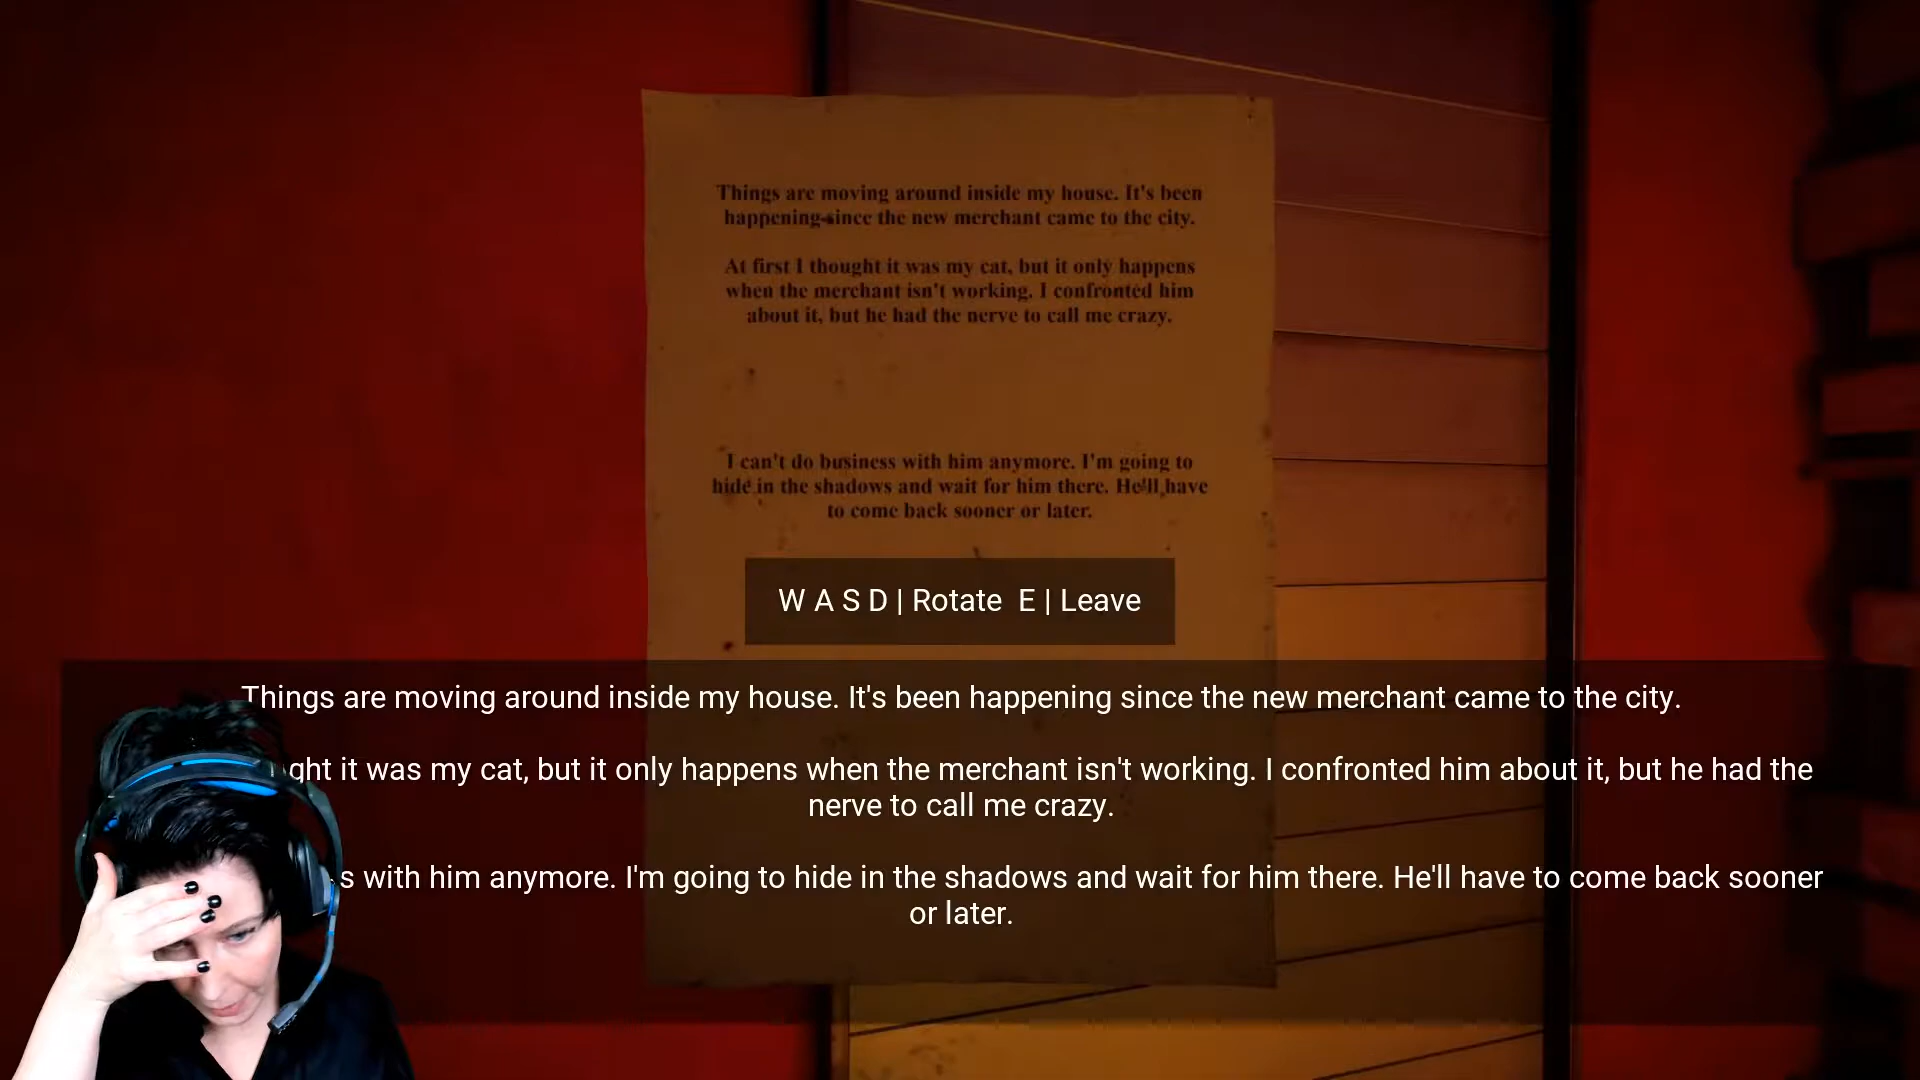 Things are moving around inside my house. It's been
happening since the new merchant came to the city.
At first I thought it was my cat, but it only happens
when the merchant isn't working. I confronted him
about it, but he had the nerve to call me crazy.
I can't do business with him anymore. I'm going to
hide in the shadows and wait for him there. He'll have
to come back sooner or later.
W A S D | Rotate E | Leave
Things are moving around inside my house. It's been happening since the new merchant came to the city.
ght it was my cat, but it only happens when the merchant isn't working. I confronted him about it, but he had the
nerve to call me crazy.
s with him anymore. I'm going to hide in the shadows and wait for him there. He'll have to come back sooner
or later.